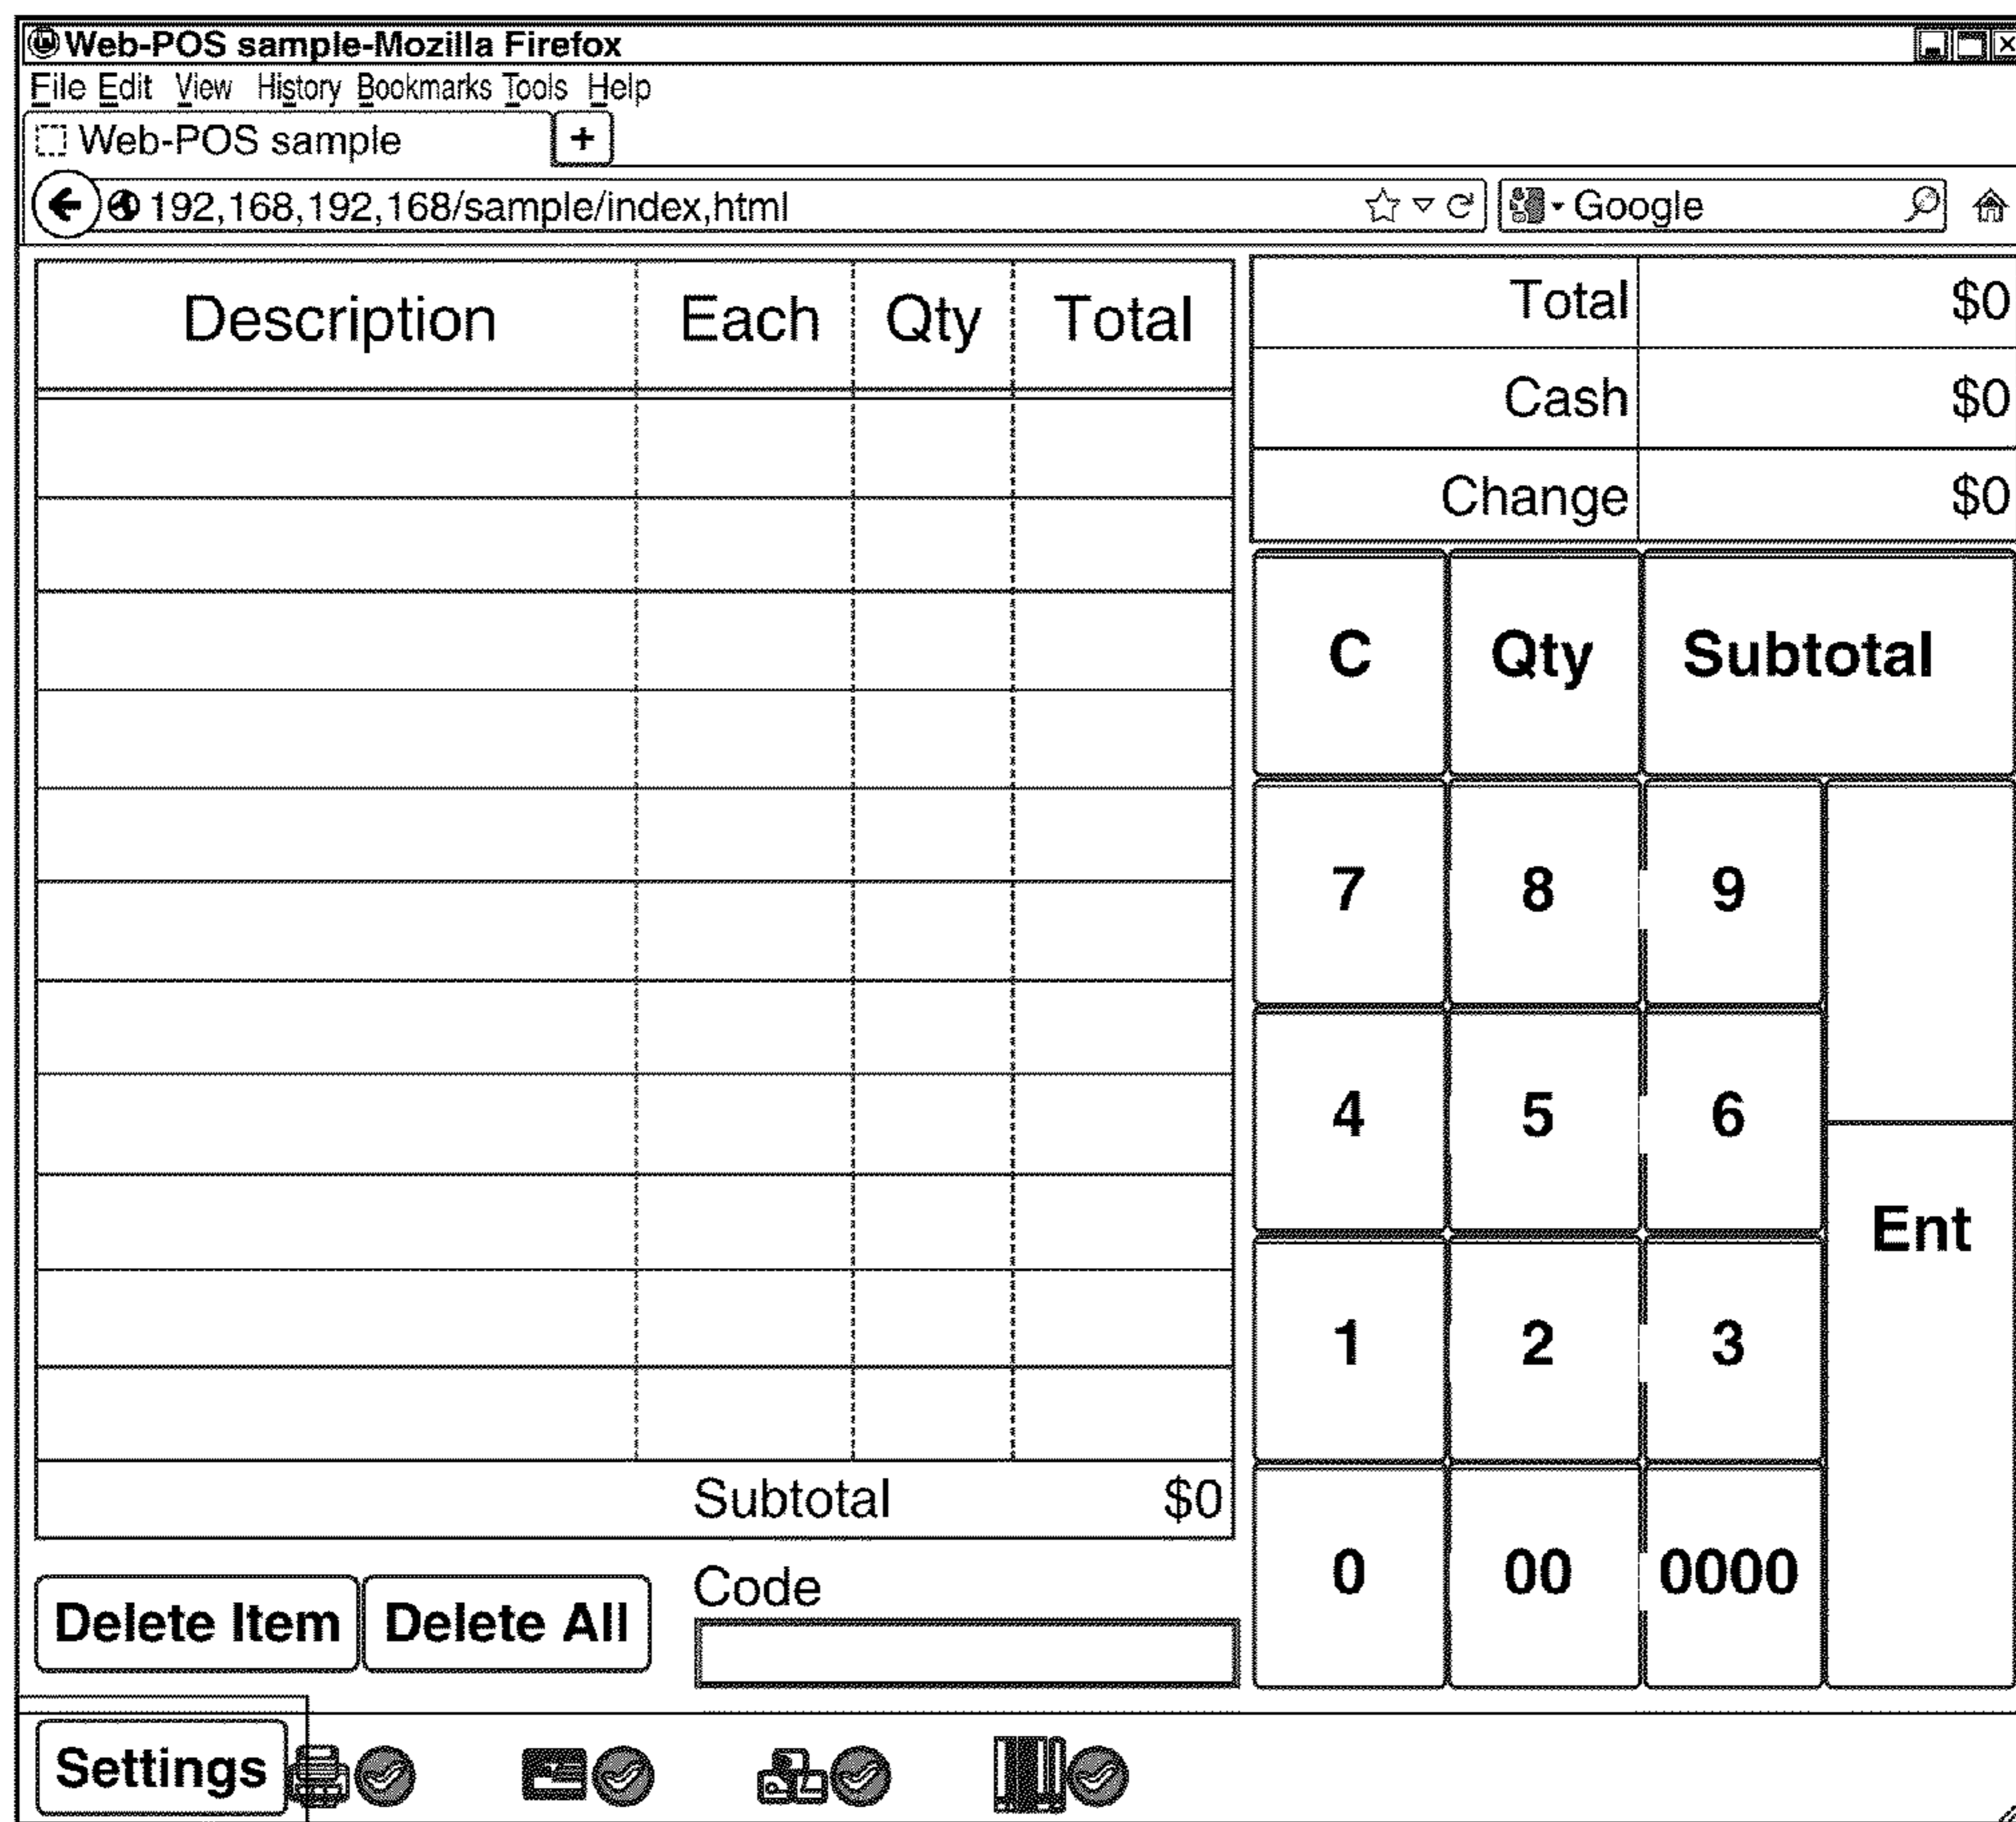 Web-POS sample-Mozilla Firefox
File Edit View History Bookmarks Tools Help
Web-POS sample +
192,168,192,168/sample/index,html Google
Description Each Qty Total
Total $0
Cash $0
Change $0
C Qty Subtotal
7 8 9
4 5 6
Ent
1 2 3
0 00 0000
Subtotal $0
Code
Delete Item Delete All
Settings